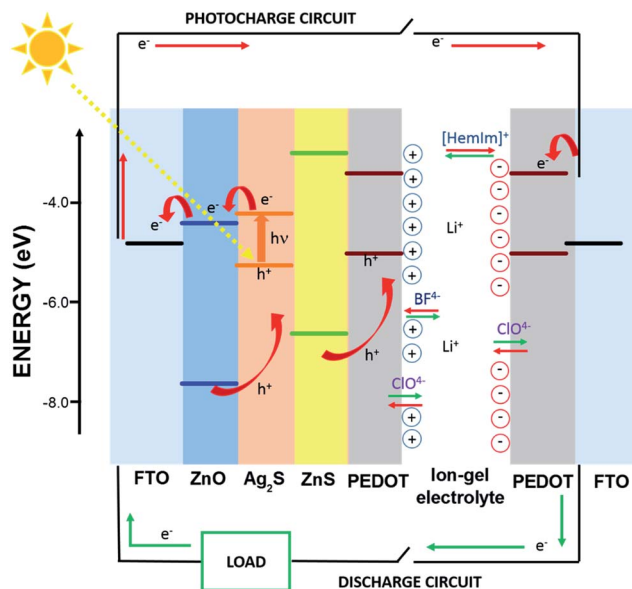 PHOTOCHARGE CIRCUIT
e⁻
e⁻
[HemIm]⁺
e⁻
-4.0
e⁻
e⁻
e⁻
Li⁺
hν
h⁺
h⁺
ENERGY (eV)
-6.0
BF⁴⁻
h⁺
Li⁺
ClO⁴⁻
h⁺
ClO⁴⁻
-8.0
FTO ZnO Ag₂S ZnS PEDOT Ion-gel electrolyte PEDOT FTO
e⁻
LOAD
e⁻
DISCHARGE CIRCUIT